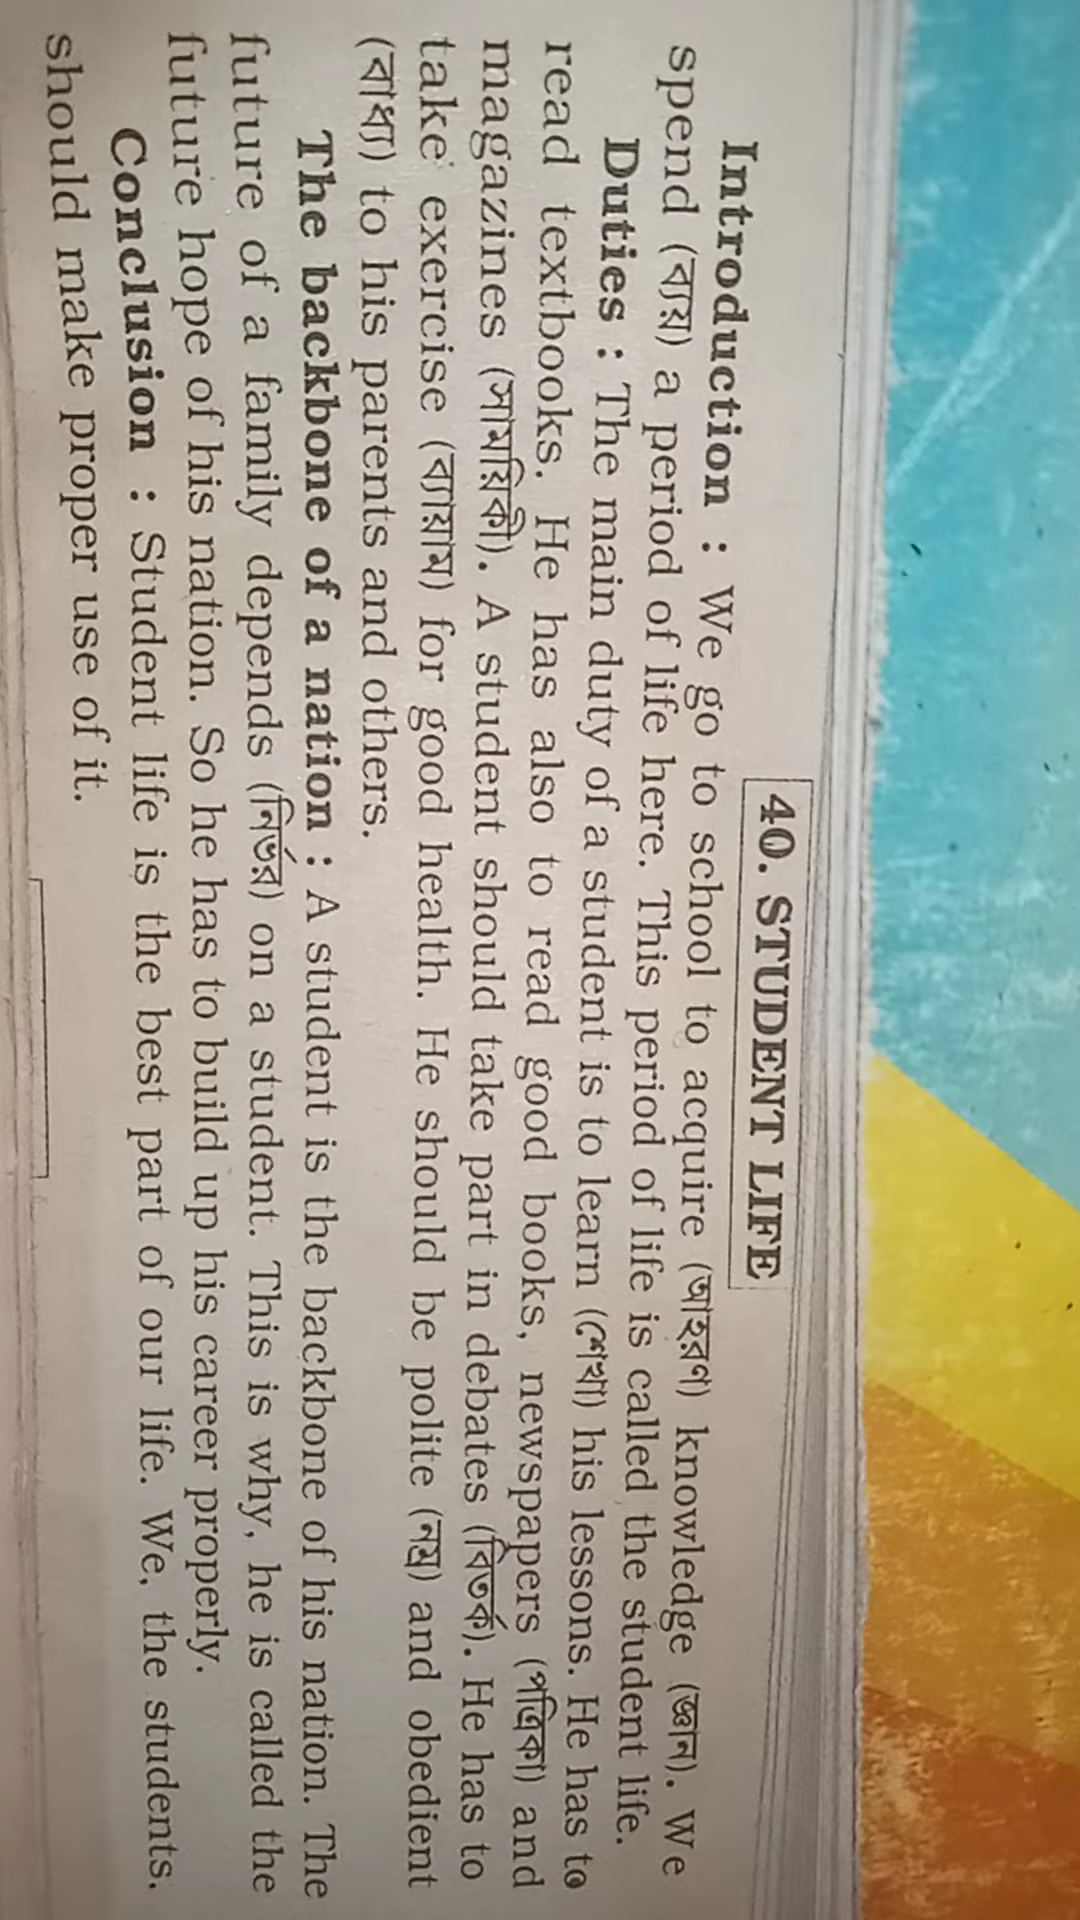 40. STUDENT LIFE
Introduction : We go to school to acquire (আহরণ) knowledge (জ্ঞান). We
spend (ব্যয়) a period of life here. This period of life is called the student life.
Duties : The main duty of a student is to learn (শেখা) his lessons. He has to
read textbooks. He has also to read good books, newspapers (পত্রিকা) and
magazines (সাময়িকী). A student should take part in debates (বিতর্ক). He has to
take exercise (ব্যায়াম) for good health. He should be polite (নম্র) and obedient
(বাধ্য) to his parents and others.
The backbone of a nation : A student is the backbone of his nation. The
future of a family depends (নির্ভর) on a student. This is why, he is called the
future hope of his nation. So he has to build up his career properly.
Conclusion : Student life is the best part of our life. We, the students.
should make proper use of it.